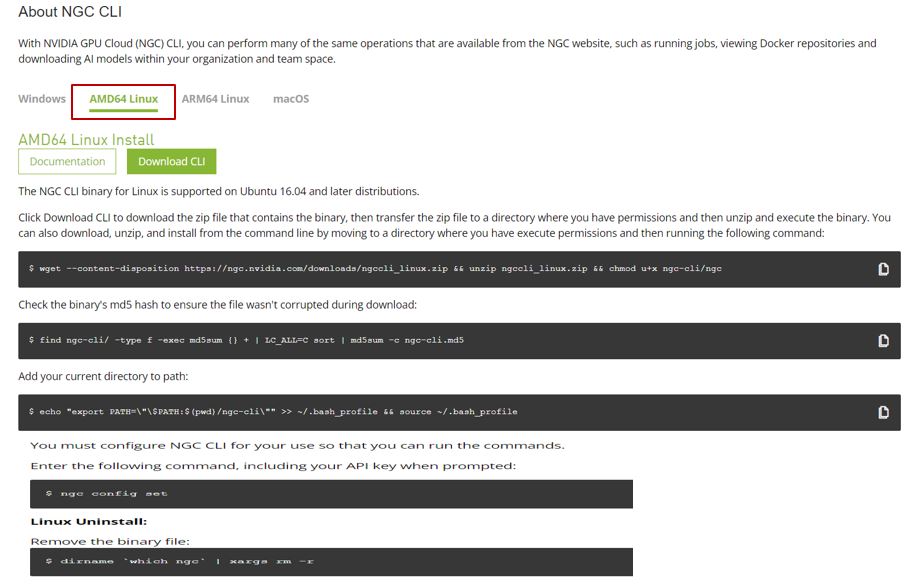 About NGC CLI
With NVIDIA GPU Cloud (NGC) CLI, you can perform many of the same operations that are available from the NGC website, such as running jobs, viewing Docker repositories and
downloading AI models within your organization and team space.
Windows AMD64 Linux ARM64 Linux macOS
AMD64 Linux Install
Documentation Download CLI
The NGC CLI binary for Linux is supported on Ubuntu 16.04 and later distributions.
Click Download CLI to download the zip file that contains the binary, then transfer the zip file to a directory where you have permissions and then unzip and execute the binary. You
can also download, unzip, and install from the command line by moving to a directory where you have execute permissions and then running the following command:
$ wget --content-disposition https://ngc.nvidia.com/downloads/ngccli_linux.zip && unzip ngccli_linux.zip && chmod u+x ngc-cli/ngc
Check the binary's md5 hash to ensure the file wasn't corrupted during download:
$ find ngc-cli/ -type f -exec md5sum {} + | LC_ALL=C sort | md5sum -c ngc-cli.md5
Add your current directory to path:
$ echo "export PATH=\"\$PATH:$(pwd)/ngc-cli\"" >> ~/.bash_profile && source ~/.bash_profile
You must configure NGC CLI for your use so that you can run the commands.
Enter the following command, including your API key when prompted:
$ ngc config set
Linux Uninstall:
Remove the binary file:
$ dirname `which ngc` | xargs rm -r